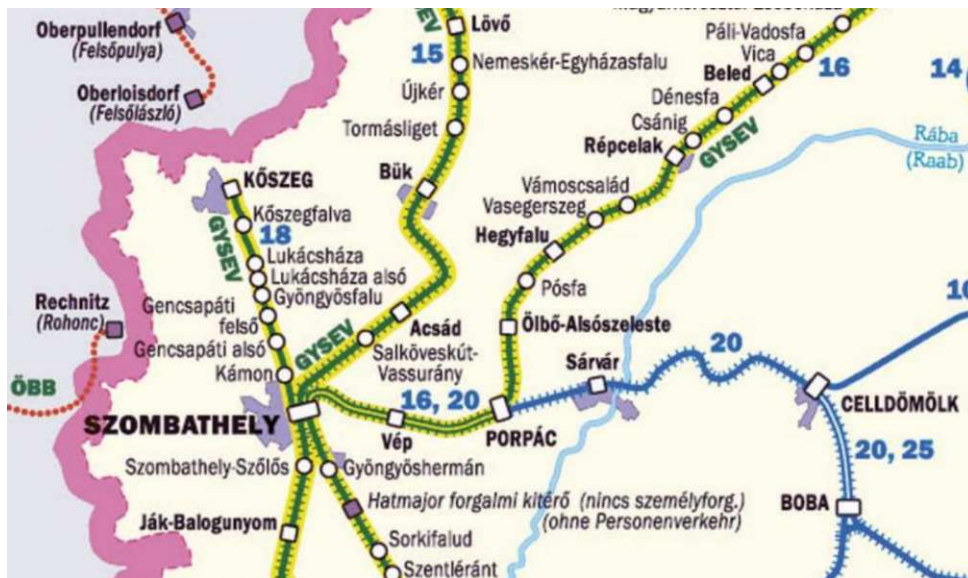 Oberpullendorf
(Felsőpulya)
Oberloisdorf
(Felsőlászló)
Lövő
15
Nemeskér-Egyházasfalu
Újkér
Tormásliget
Bük
Páli-Vadosfa
Vica
Beled
16
14
Dénesfa
Csánig
Répcelak
GYSEV
Rába
(Raab)
Vámoscsalád
Vasegerszeg
Hegyfalu
Pósfa
Ölbő-Alsószeleste
KŐSZEG
Kőszegfalva
18
GYSEV
Lukácsháza
Lukácsháza alsó
Gyöngyösfalu
Gencsapáti
felső
Gencsapáti alsó
Kámon
Rechnitz
(Rohonc)
ÖBB
GYSEV
Acsád
Salköveskút-
Vassurány
SZOMBATHELY
16, 20
Vép
PORPÁC
Sárvár
20
CELLDÖMÖLK
20, 25
BOBA
Szombathely-Szőlős
Gyöngyöshermán
Ják-Balogunyom
Hatmajor forgalmi kitérő (nincs személyforg.)
(ohne Personenverkehr)
Sorkifalud
Szentléránt